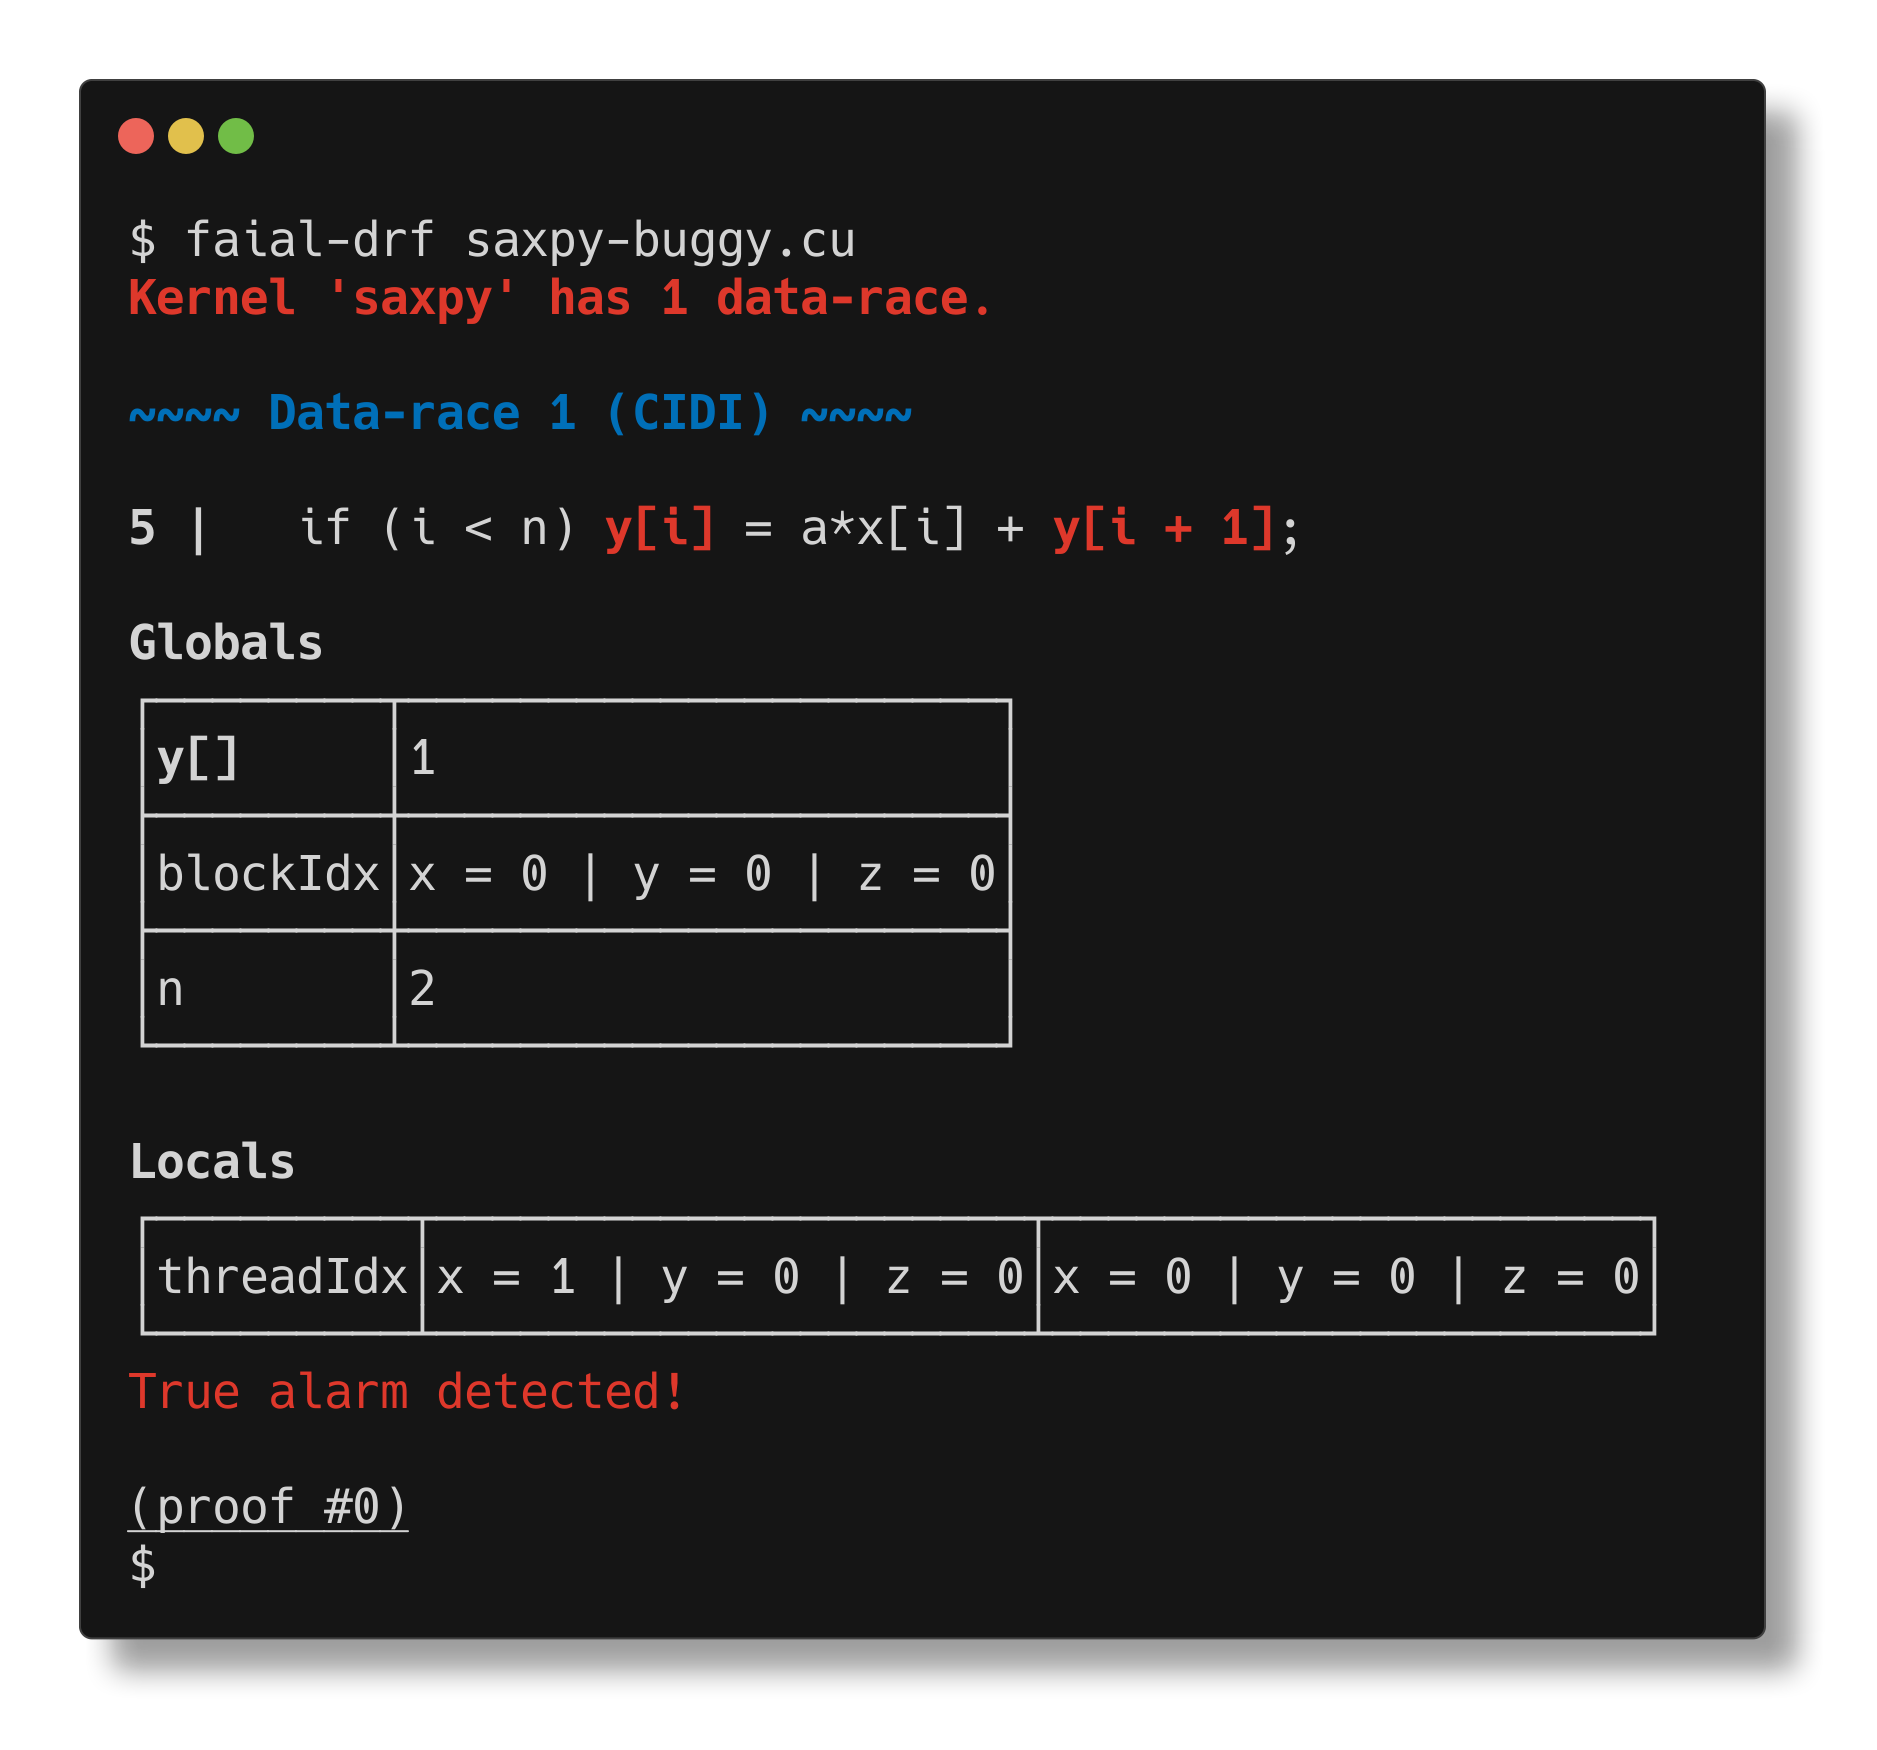 $ faial-drf saxpy-buggy.cu
Kernel 'saxpy' has 1 data-race.
~~~~ Data-race 1 (CIDI) ~~~~
5 |   if (i < n) y[i] = a*x[i] + y[i + 1];
Globals
y[] 1
blockIdx x = 0 | y = 0 | z = 0
n 2
Locals
threadIdx x = 1 | y = 0 | z = 0 x = 0 | y = 0 | z = 0
True alarm detected!
(proof #0)
$